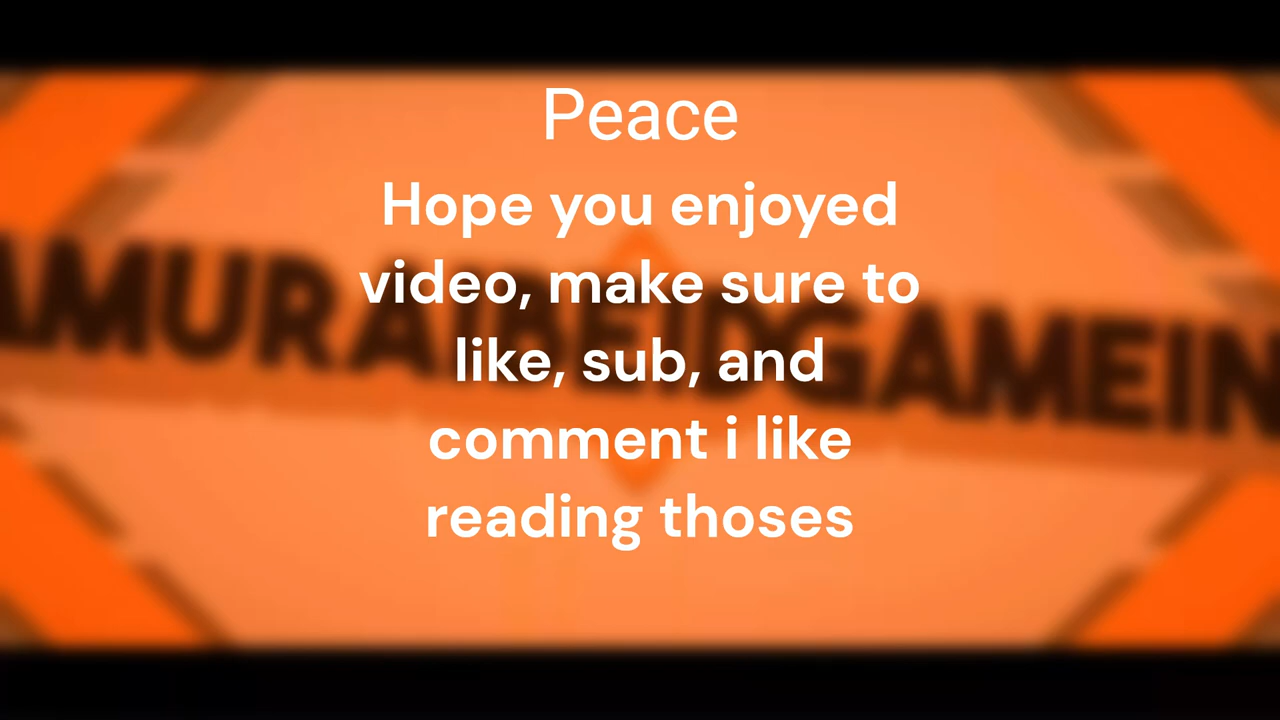 Peace
Hope you enjoyed
video, make sure to
like, sub, and
comment i like
reading thoses